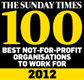 THE SUNDAY TIMES
100
BEST NOT-FOR-PROFIT
ORGANISATIONS
TO WORK FOR
2012